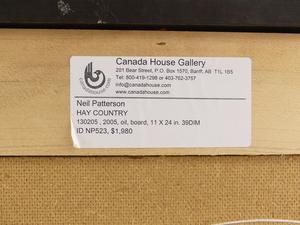 Canada House Gallery
201 Bear Street, P.O. Box 1570, Banff, AB T1L 1B5
Tel: 800-419-1298 or 403-762-3757
info@canadahouse.com
www.canadahouse.com
canadahouse.com
Neil Patterson
HAY COUNTRY
130205 , 2005, oil, board, 11 X 24 in. 39DIM
ID NP523, $1,980